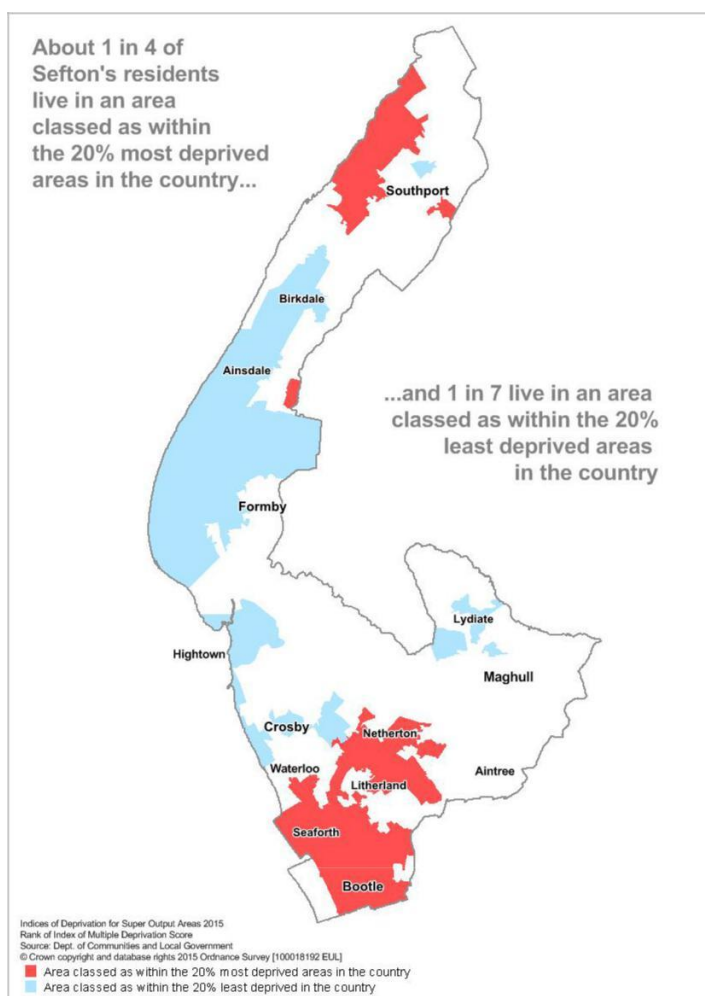 About 1 in 4 of
Sefton's residents
live in an area
classed as within
the 20% most deprived
areas in the country...
Southport
Birkdale
Ainsdale
...and 1 in 7 live in an area
classed as within the 20%
least deprived areas
in the country
Formby
Lydiate
Hightown
Maghull
Crosby
Netherton
Waterloo
Aintree
Litherland
Seaforth
Bootle
Indices of Deprivation for Super Output Areas 2015
Rank of Index of Multiple Deprivation Score
Source: Dept. of Communities and Local Government
© Crown copyright and database rights 2015 Ordnance Survey [100018192 EUL]
Area classed as within the 20% most deprived areas in the country
Area classed as within the 20% least deprived in the country